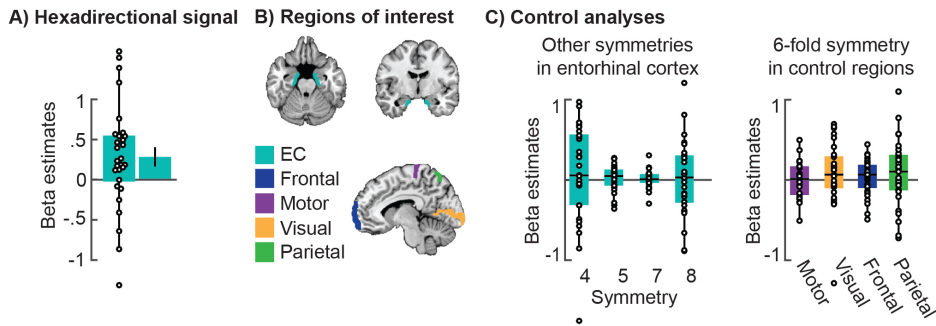 A) Hexadirectional signal
Beta estimates
1
.5
0
-.5
-1
B) Regions of interest
EC
Frontal
Motor
Visual
Parietal
C) Control analyses
Other symmetries
in entorhinal cortex
Beta estimates
1
-1
4 5 7 8
Symmetry
6-fold symmetry
in control regions
Beta estimates
1
-1
Motor
Visual
Frontal
Parietal